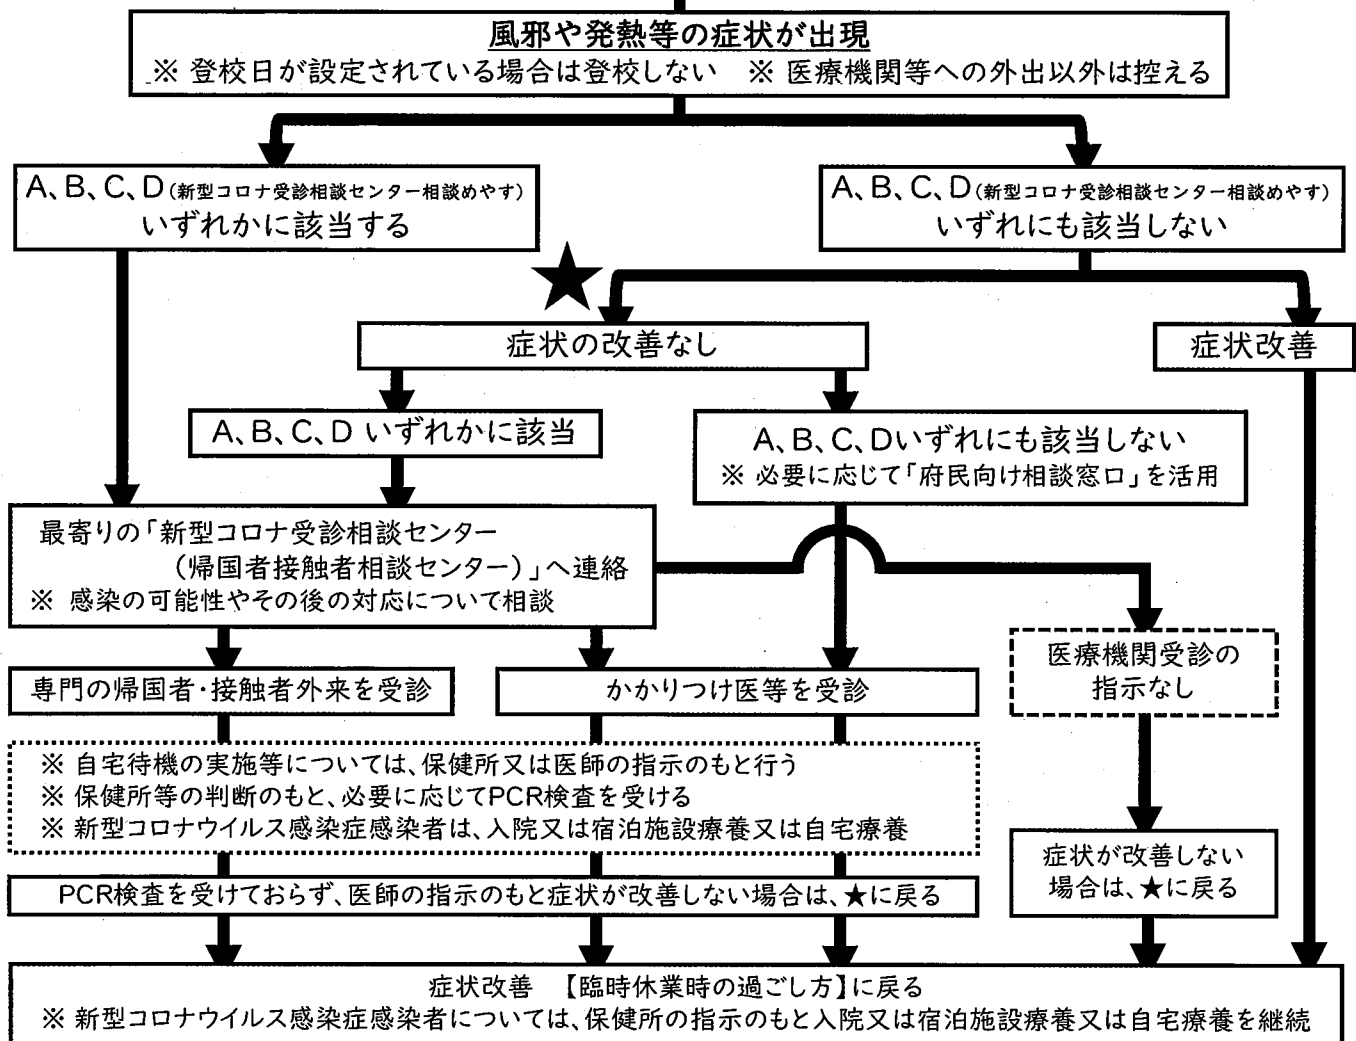 風邪や発熱等の症状が出現
※ 登校日が設定されている場合は登校しない ※ 医療機関等への外出以外は控える
A、B、C、D(新型コロナ受診相談センター相談めやす)
いずれかに該当する
A、B、C、D(新型コロナ受診相談センター相談めやす)
いずれにも該当しない
★
症状の改善なし
症状改善
A、B、C、D いずれかに該当
A、B、C、Dいずれにも該当しない
※ 必要に応じて「府民向け相談窓口」を活用
最寄りの「新型コロナ受診相談センター
(帰国者接触者相談センター)」へ連絡
※ 感染の可能性やその後の対応について相談
専門の帰国者・接触者外来を受診
かかりつけ医等を受診
医療機関受診の
指示なし
※ 自宅待機の実施等については、保健所又は医師の指示のもと行う
※ 保健所等の判断のもと、必要に応じてPCR検査を受ける
※ 新型コロナウイルス感染症感染者は、入院又は宿泊施設療養又は自宅療養
症状が改善しない
場合は、★に戻る
PCR検査を受けておらず、医師の指示のもと症状が改善しない場合は、★に戻る
症状改善 【臨時休業時の過ごし方】に戻る
※ 新型コロナウイルス感染症感染者については、保健所の指示のもと入院又は宿泊施設療養又は自宅療養を継続